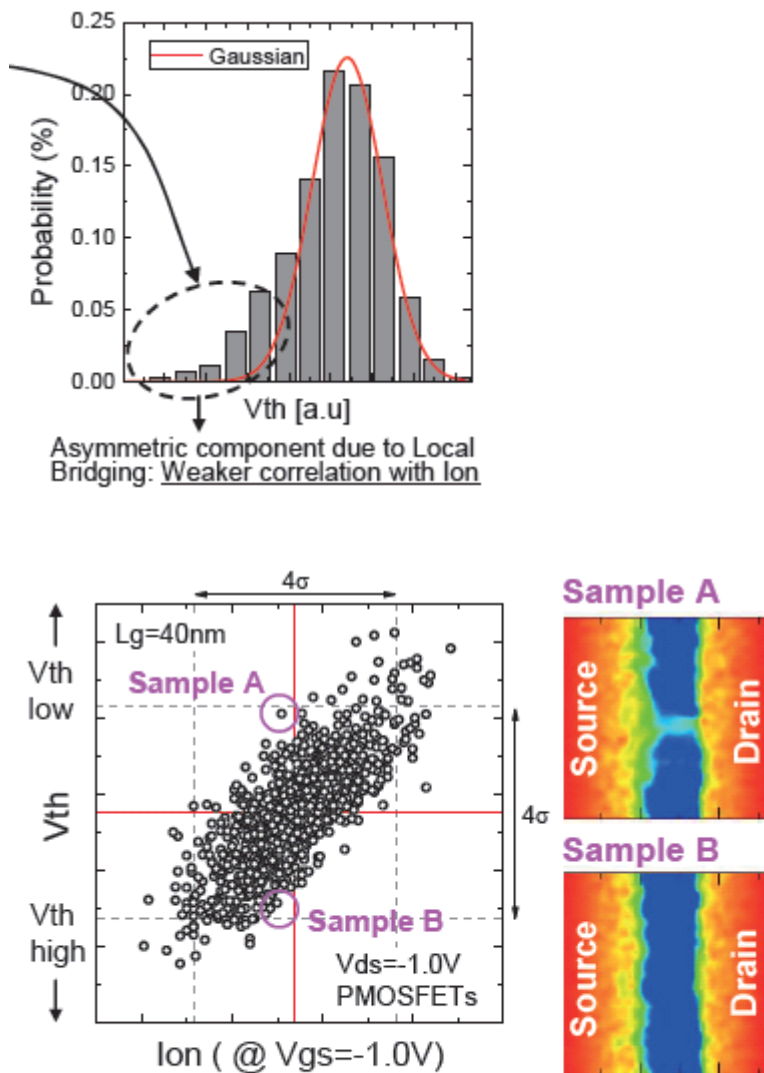 0.25
0.20
0.15
0.10
0.05
0.00
Probability (%)
Gaussian
Vth [a.u]
Asymmetric component due to Local
Bridging: Weaker correlation with Ion
4σ
Lg=40nm
Vth
low
Sample A
Vth
4σ
Vth
high
Sample B
Vds=-1.0V
PMOSFETs
Ion ( @ Vgs=-1.0V)
Sample A
Source
Drain
Sample B
Source
Drain